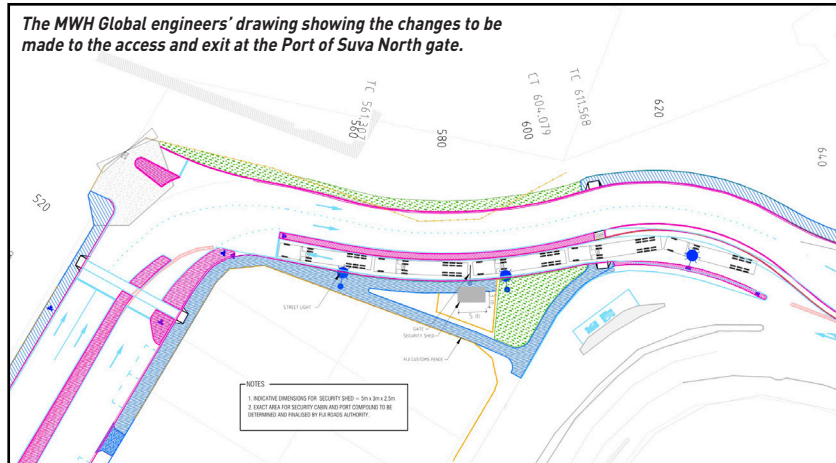 The MWH Global engineers’ drawing showing the changes to be
made to the access and exit at the Port of Suva North gate.
TC 561.307
CT 604.079
TC 611.568
520
560
580
600
620
640
STREET LIGHT
5 m
GATE
SECURITY SHED
FIJI CUSTOMS FENCE
NOTES
1. INDICATIVE DIMENSIONS FOR SECURITY SHED - 5m x 3m x 2.5m
2. EXACT AREA FOR SECURITY CABIN AND PORT COMPOUND TO BE
DETERMINED AND FINALISED BY FIJI ROADS AUTHORITY.